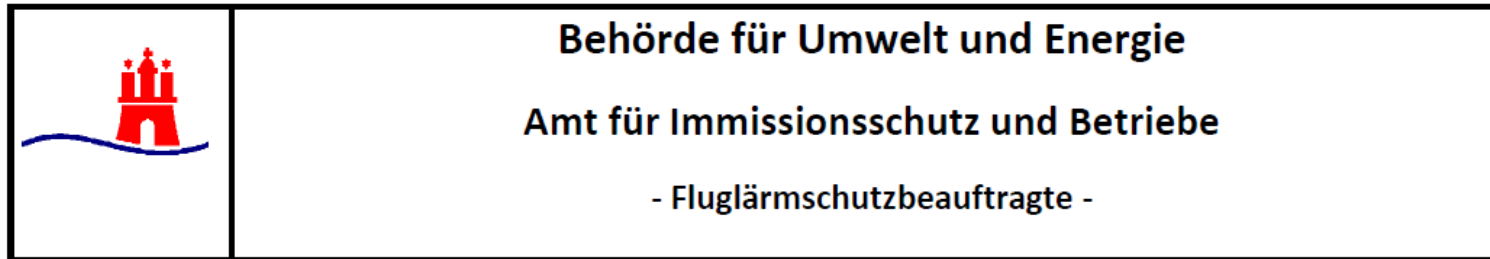 Behörde für Umwelt und Energie
Amt für Immissionsschutz und Betriebe
- Fluglärmschutzbeauftragte -